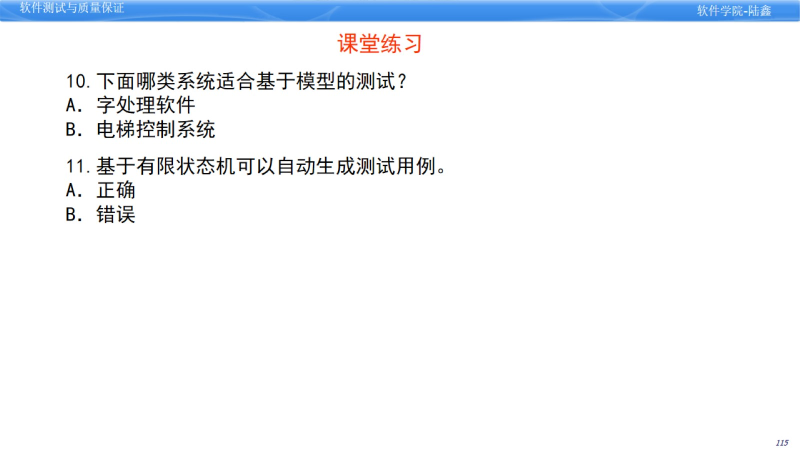 软件测试与质量保证
软件学院-陆鑫
课堂练习
10.下面哪类系统适合基于模型的测试?
A. 字处理软件
B. 电梯控制系统
11.基于有限状态机可以自动生成测试用例。
A. 正确
B. 错误
115